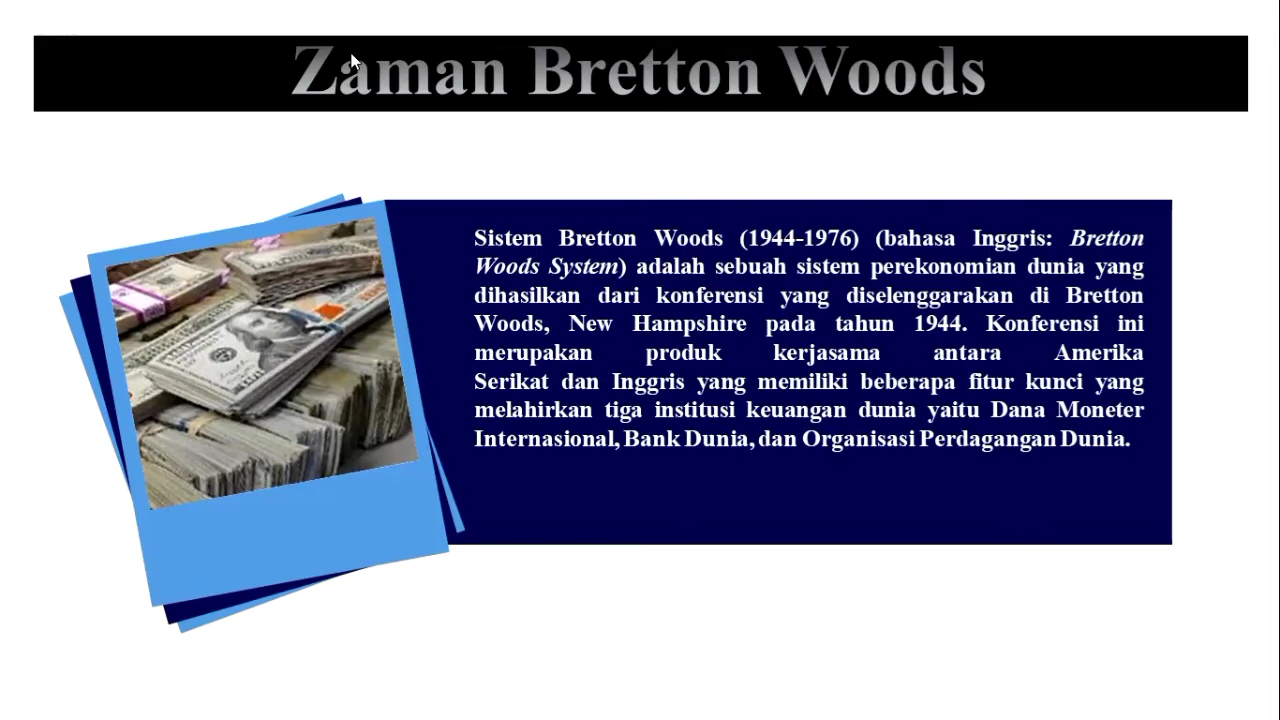 Zaman Bretton Woods
Sistem Bretton Woods (1944-1976) (bahasa Inggris: Bretton
Woods System) adalah sebuah sistem perekonomian dunia yang
dihasilkan dari konferensi yang diselenggarakan di Bretton
Woods, New Hampshire pada tahun 1944. Konferensi ini
merupakan produk kerjasama antara Amerika
Serikat dan Inggris yang memiliki beberapa fitur kunci yang
melahirkan tiga institusi keuangan dunia yaitu Dana Moneter
Internasional, Bank Dunia, dan Organisasi Perdagangan Dunia.